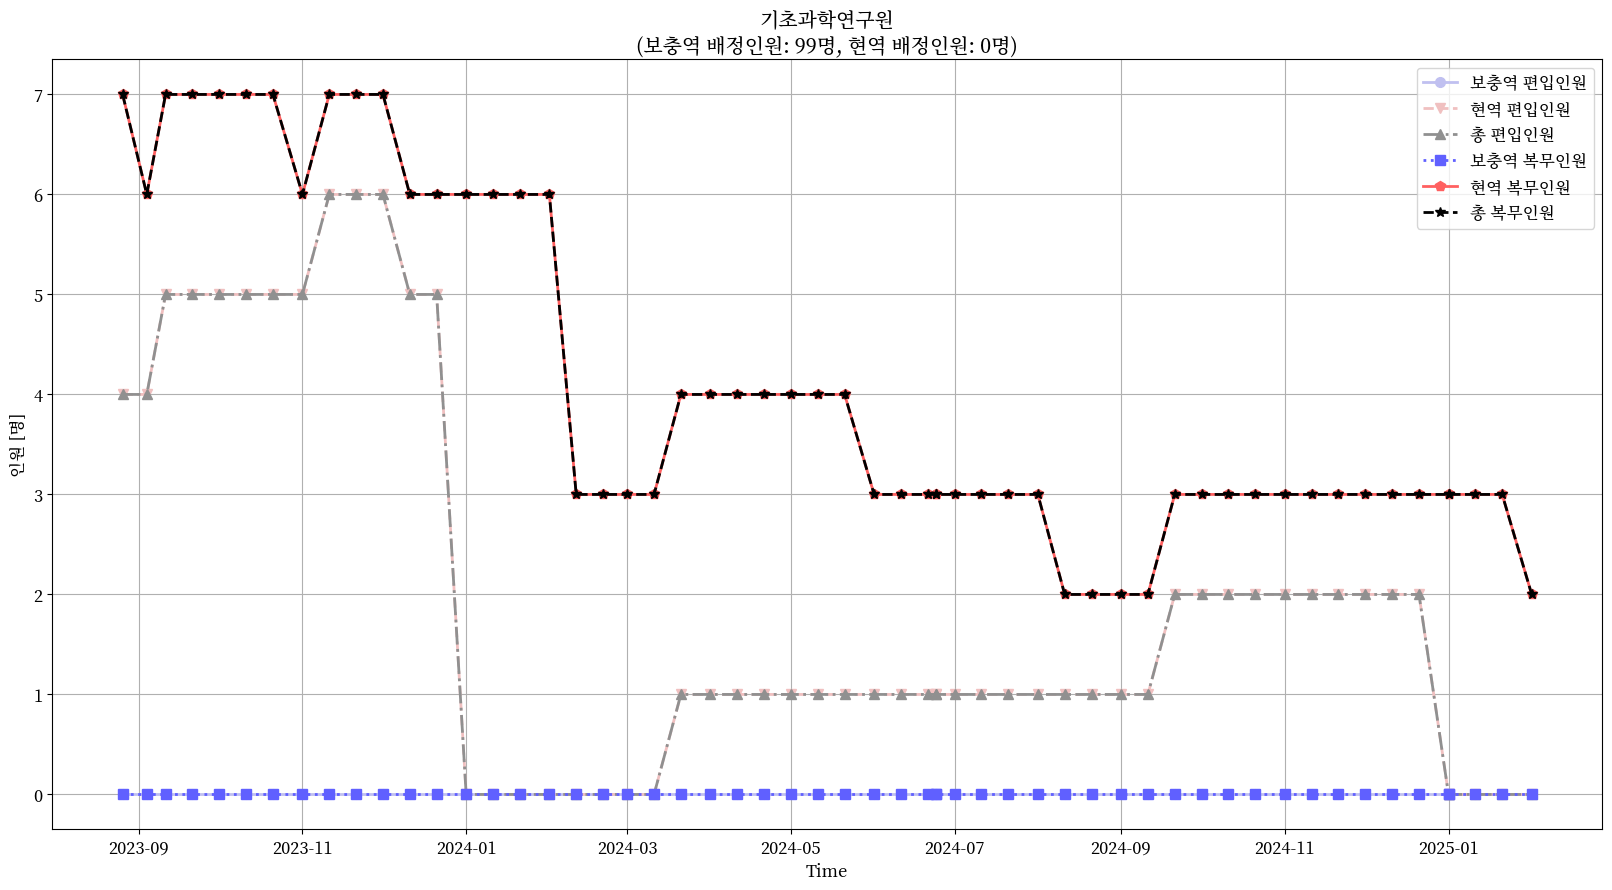 기초과학연구원
(보충역 배정인원: 99명, 현역 배정인원: 0명)
보충역 편입인원
현역 편입인원
총 편입인원
보충역 복무인원
현역 복무인원
총 복무인원
인원 [명]
7
6
5
4
3
2
1
0
2023-09 2023-11 2024-01 2024-03 2024-05 2024-07 2024-09 2024-11 2025-01
Time